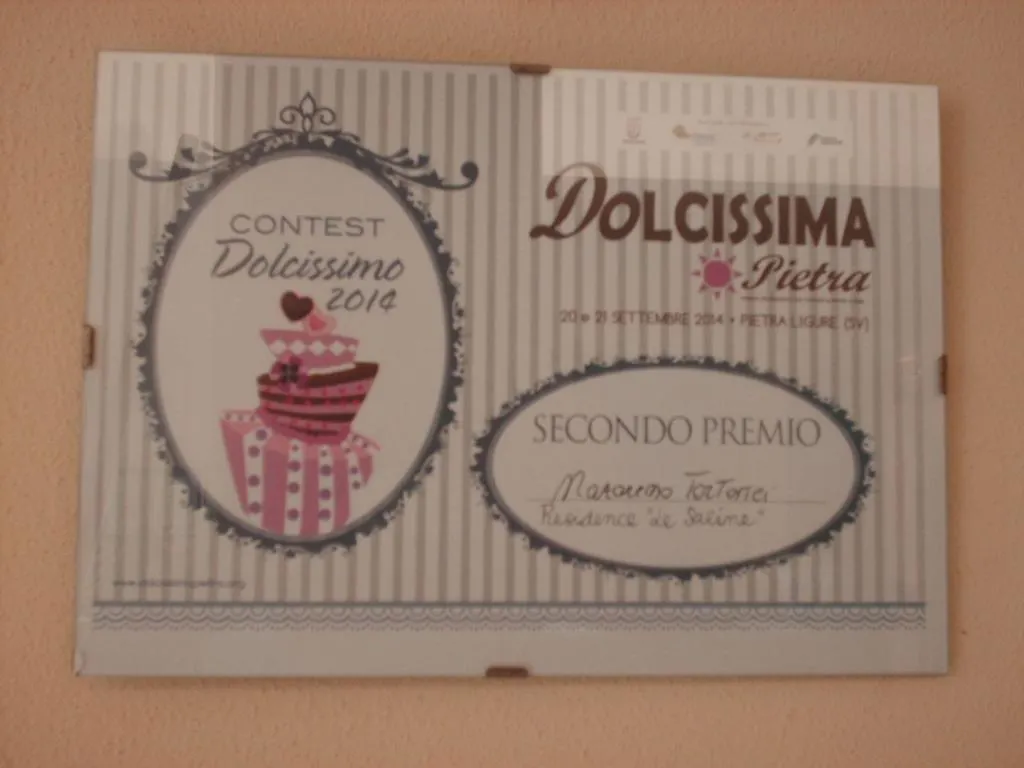 CONTEST
Dolcissimo
2014
DOLCISSIMA
Pietra
20 e 21 SETTEMBRE 2014 • PIETRA LIGURE (SV)
SECONDO PREMIO
Residence "Le Saline"